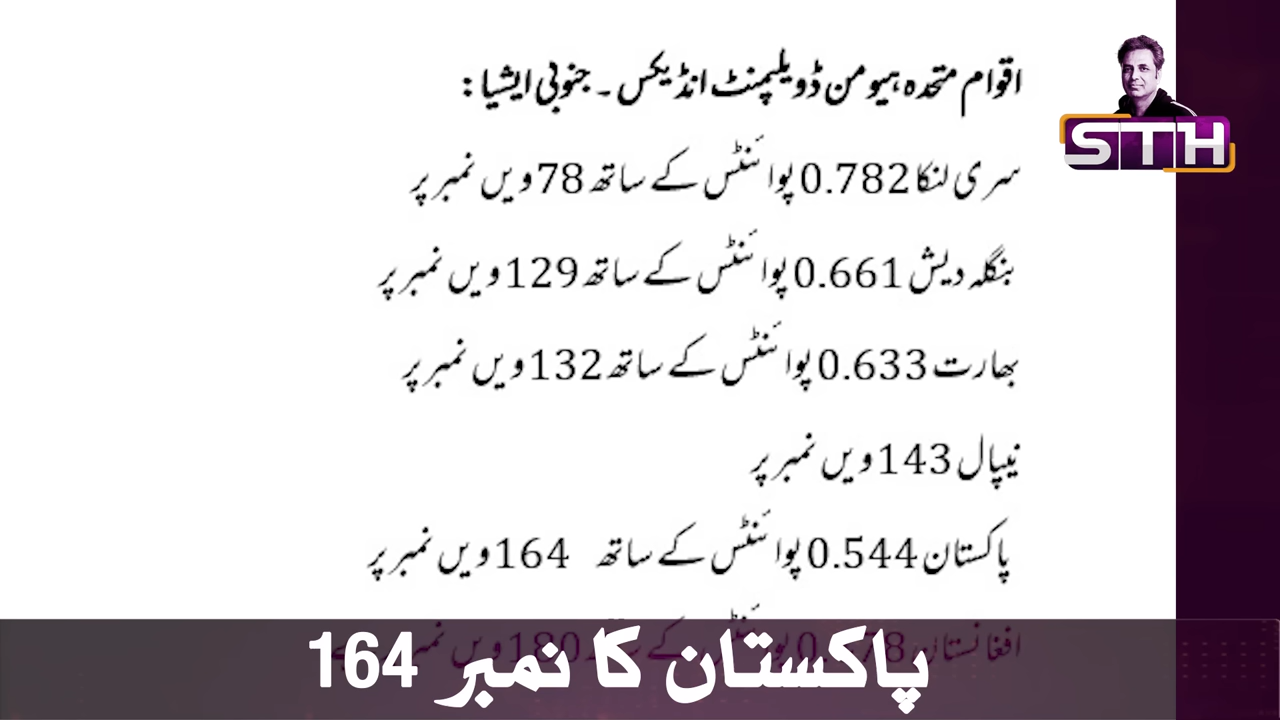 اقوام متحدہ ہیومن ڈویلپمنٹ انڈیکس ۔ جنوبی ایشیا :
STH
سری لنکا 0.782 پوائنٹس کے ساتھ 78 ویں نمبر پر
بنگلہ دیش 0.661 پوائنٹس کے ساتھ 129 ویں نمبر پر
بھارت 0.633 پوائنٹس کے ساتھ 132 ویں نمبر پر
نیپال 143 ویں نمبر پر
پاکستان 0.544 پوائنٹس کے ساتھ 164 ویں نمبر پر
افغانستان پوائنٹس کے 180 ویں نمبر
پاکستان کا نمبر 164